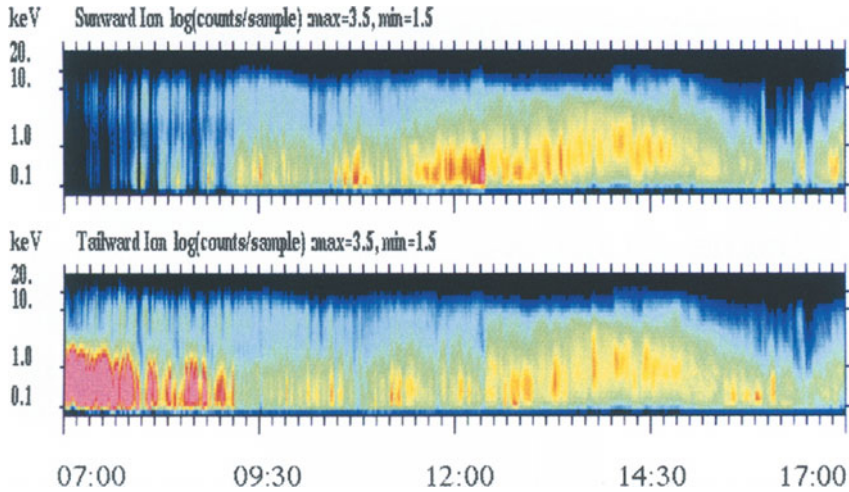 keV Sunward Ion log(counts/sample) :max=3.5, min=1.5
20.
10.
1.0
0.1
keV Tailward Ion log(counts/sample) :max=3.5, min=1.5
20.
10.
1.0
0.1
07:00 09:30 12:00 14:30 17:00